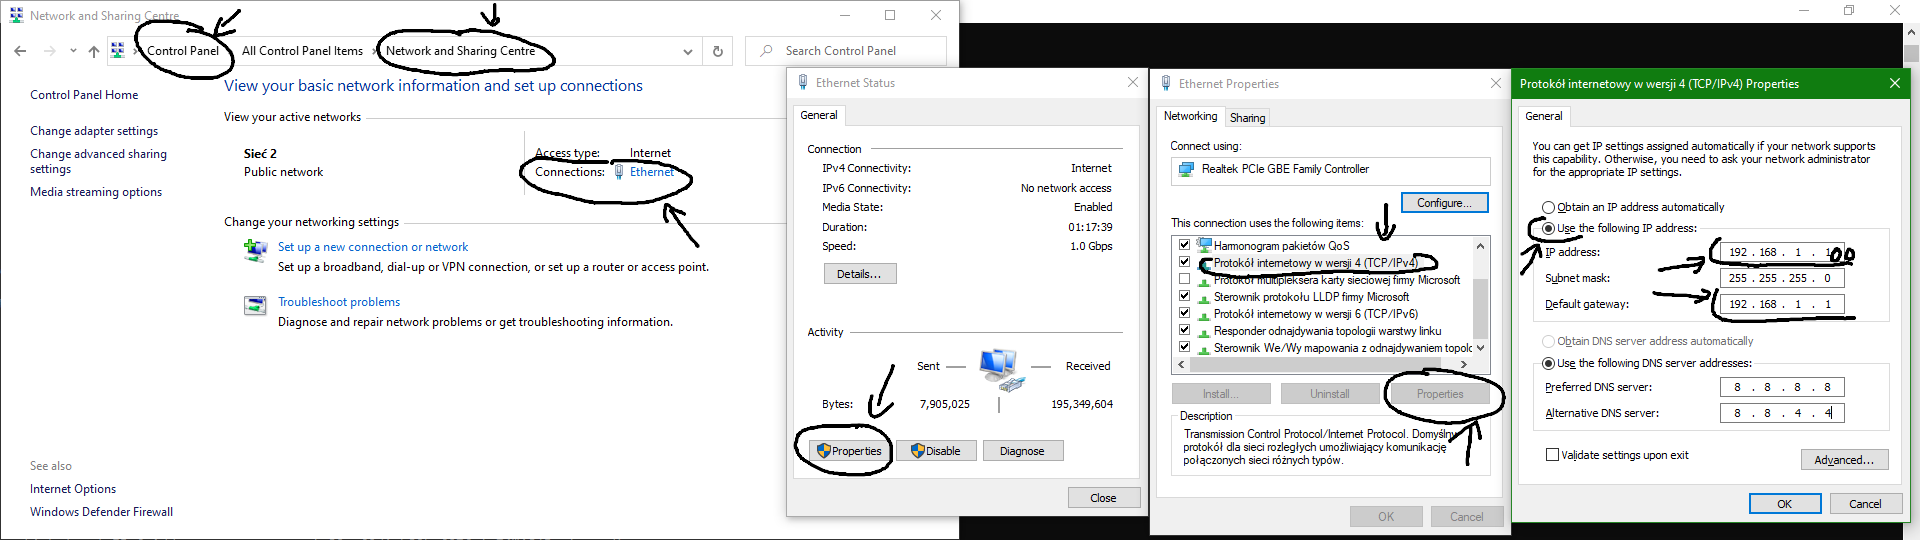 Network and Sharing Centre
Control Panel > All Control Panel Items > Network and Sharing Centre
Search Control Panel
Control Panel Home
Change adapter settings
Change advanced sharing
settings
Media streaming options
See also
Internet Options
Windows Defender Firewall
View your basic network information and set up connections
View your active networks
Sieć 2
Public network
Access type: Internet
Connections: Ethernet
Change your networking settings
Set up a new connection or network
Set up a broadband, dial-up or VPN connection, or set up a router or access point.
Troubleshoot problems
Diagnose and repair network problems or get troubleshooting information.
Ethernet Status
General
Connection
IPv4 Connectivity: Internet
IPv6 Connectivity: No network access
Media State: Enabled
Duration: 01:17:39
Speed: 1.0 Gbps
Details...
Activity
Sent — Received
Bytes: 7,905,025 | 195,349,604
Properties Disable Diagnose
Close
Ethernet Properties
Networking Sharing
Connect using:
Realtek PCIe GBE Family Controller
Configure...
This connection uses the following items:
Harmonogram pakietów QoS
Protokół internetowy w wersji 4 (TCP/IPv4)
Protokół multipleksera karty sieciowej firmy Microsoft
Sterownik protokołu LLDP firmy Microsoft
Protokół internetowy w wersji 6 (TCP/IPv6)
Responder odnajdywania topologii warstwy linku
Sterownik We/Wy mapowania z odnajdywaniem topolo
Install... Uninstall Properties
Description
Transmission Control Protocol/Internet Protocol. Domyślny
protokół dla sieci rozległych umożliwiający komunikację
połączonych sieci różnych typów.
OK Cancel
Protokół internetowy w wersji 4 (TCP/IPv4) Properties
General
You can get IP settings assigned automatically if your network supports
this capability. Otherwise, you need to ask your network administrator
for the appropriate IP settings.
Obtain an IP address automatically
Use the following IP address:
IP address: 192 . 168 . 1 . 100
Subnet mask: 255 . 255 . 255 . 0
Default gateway: 192 . 168 . 1 . 1
Obtain DNS server address automatically
Use the following DNS server addresses:
Preferred DNS server: 8 . 8 . 8 . 8
Alternative DNS server: 8 . 8 . 4 . 4
Validate settings upon exit
Advanced...
OK Cancel